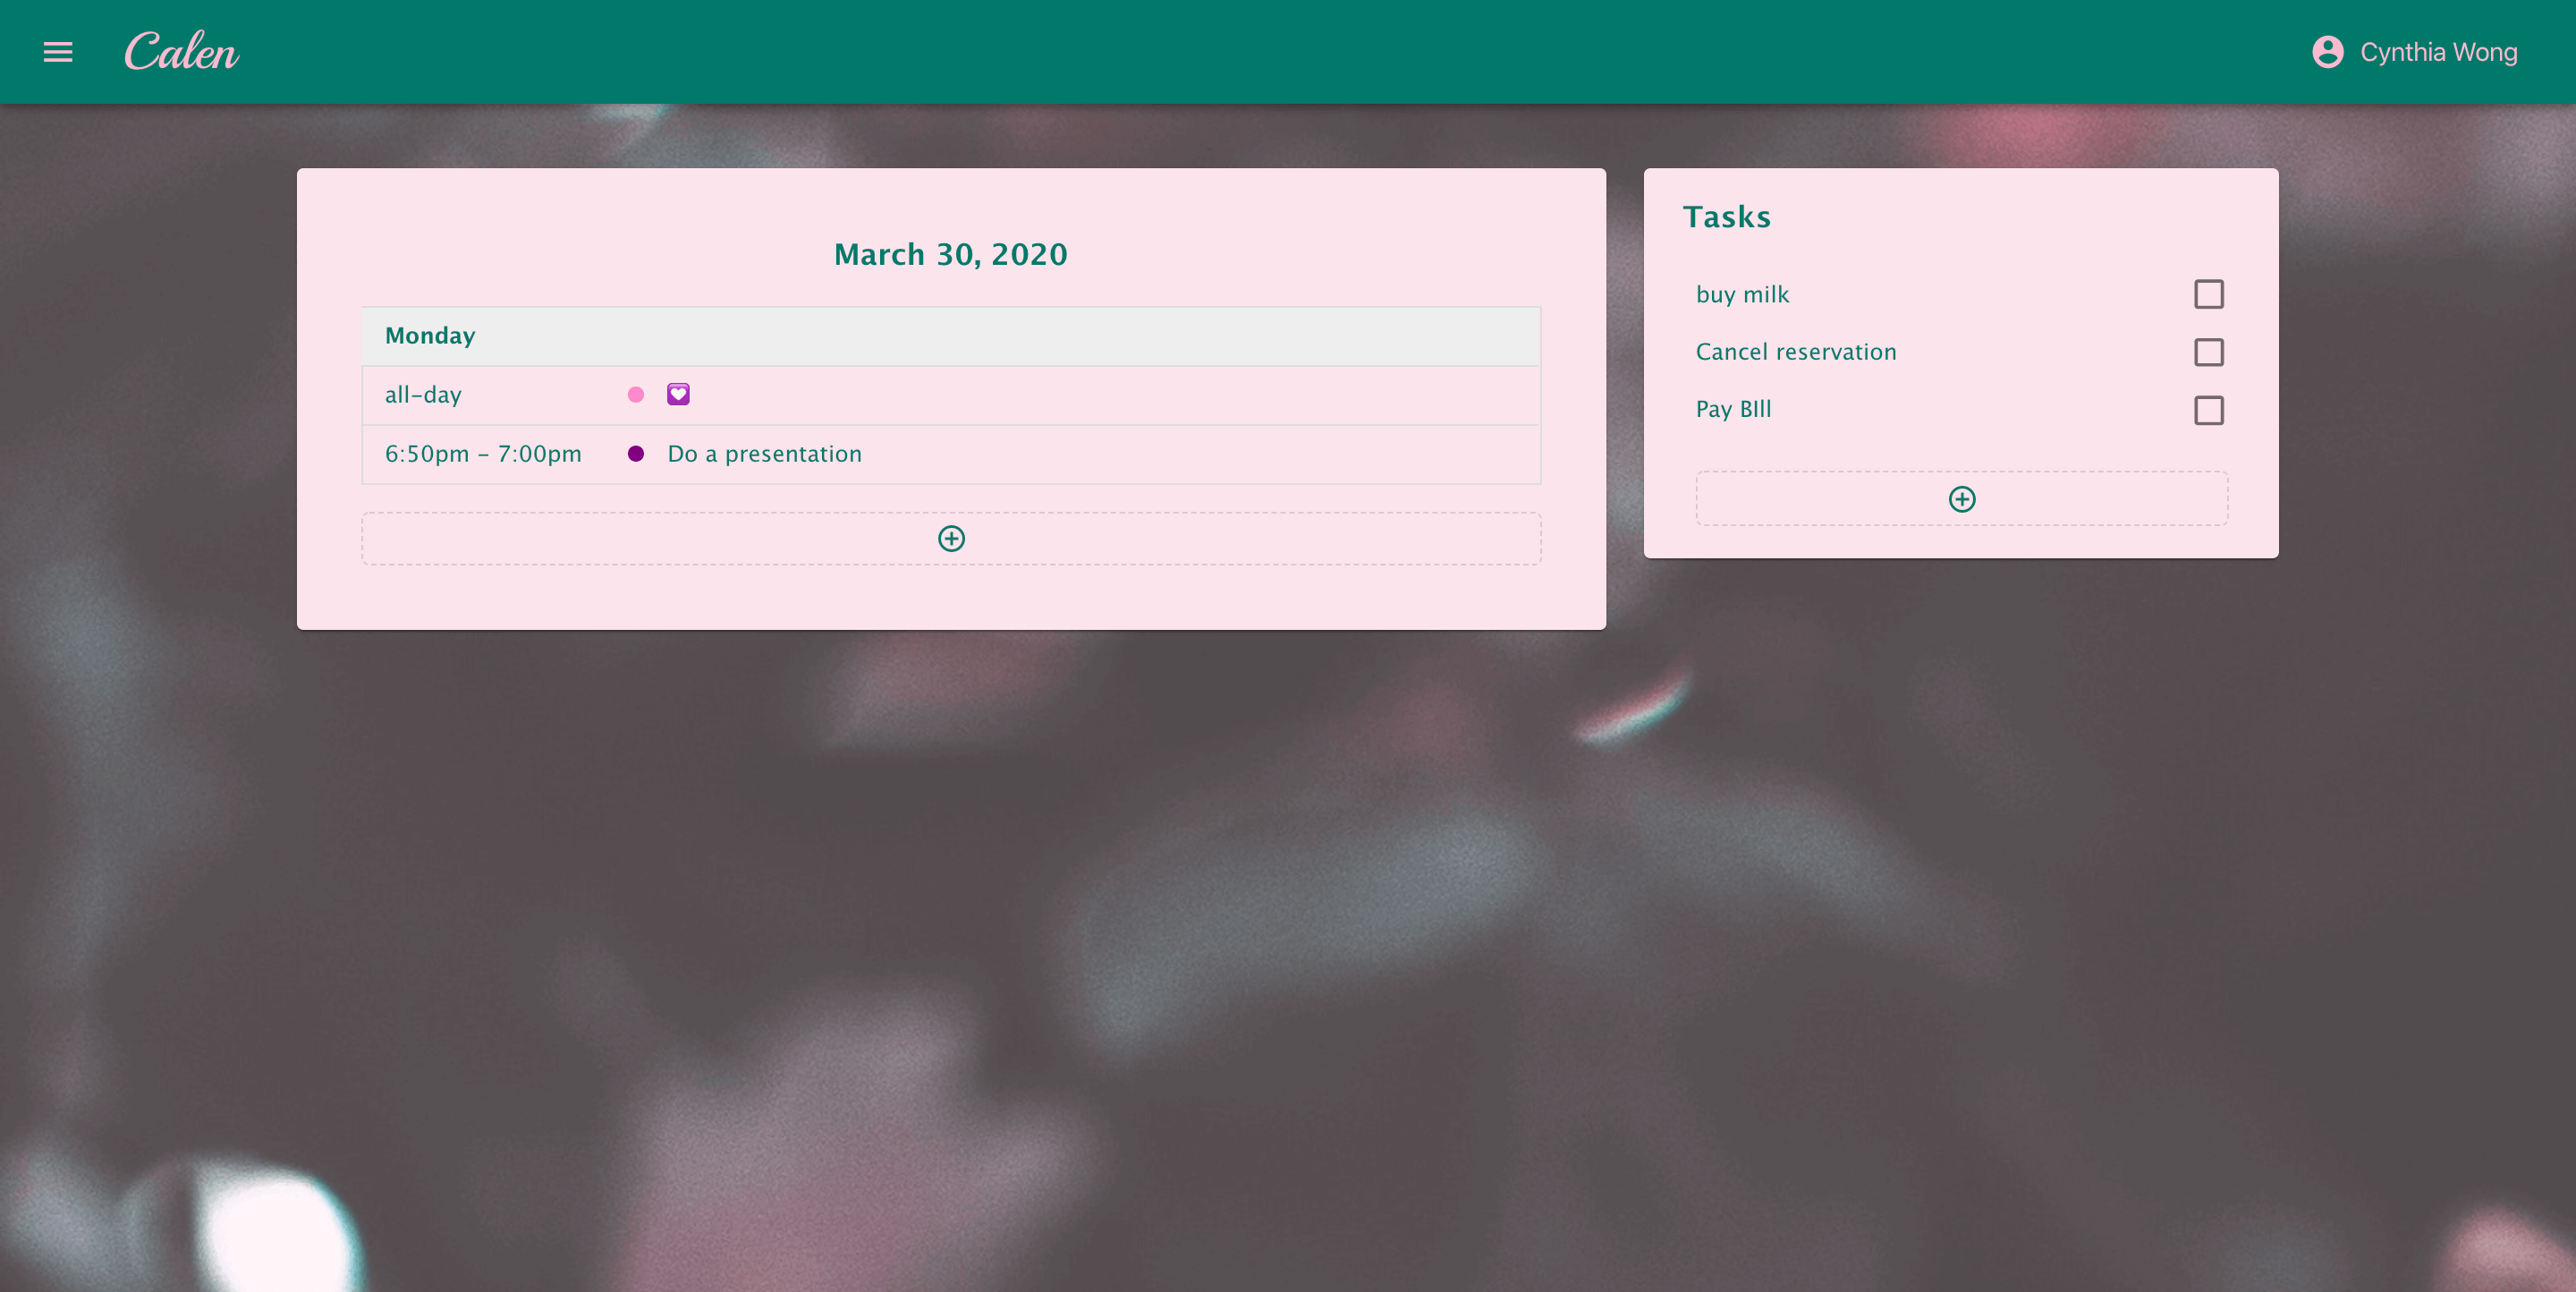 Calen
Cynthia Wong
March 30, 2020
Monday
all-day 💟
6:50pm - 7:00pm Do a presentation
Tasks
buy milk
Cancel reservation
Pay BIll